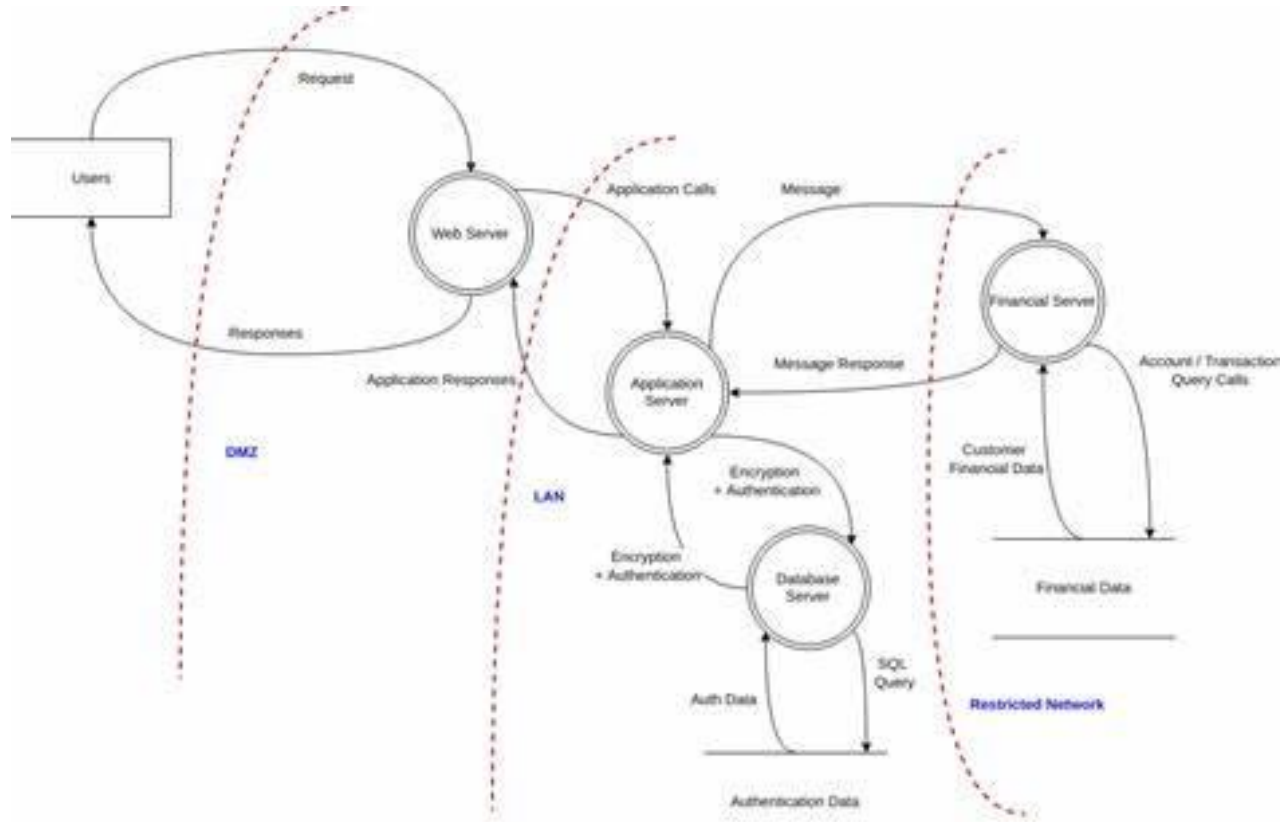 Request
Users
Application Calls
Message
Web Server
Financial Server
Responses
Message Response
Account / Transaction
Query Calls
Application Responses
Application
Server
DMZ
Customer
Financial Data
Encryption
+ Authentication
LAN
Encryption
+ Authentication
Database
Server
Financial Data
SQL
Query
Auth Data
Restricted Network
Authentication Data